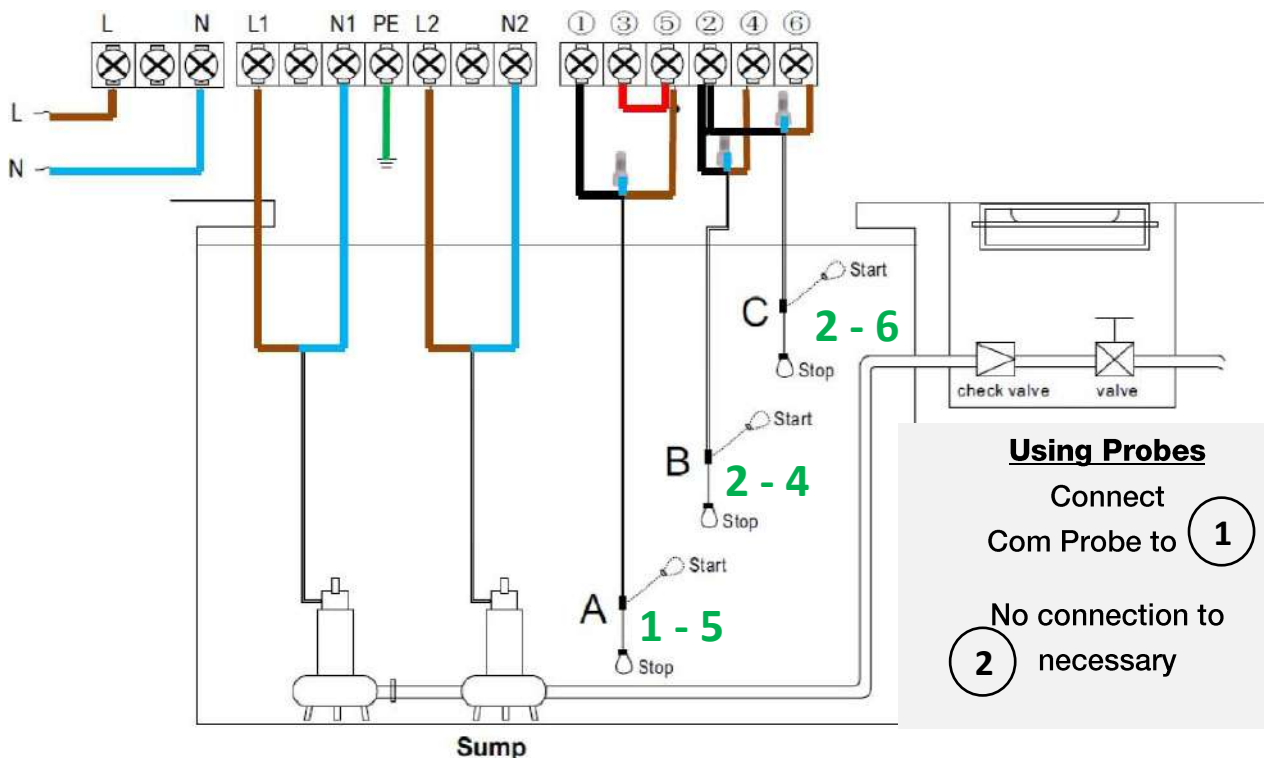 L N L1 N1 PE L2 N2 ① ③ ⑤ ② ④ ⑥
L
N
Start
C
2 - 6
Stop
check valve valve
Start
B
2 - 4
Stop
Start
A
1 - 5
Stop
Using Probes
Connect
Com Probe to 1
No connection to
2 necessary
Sump